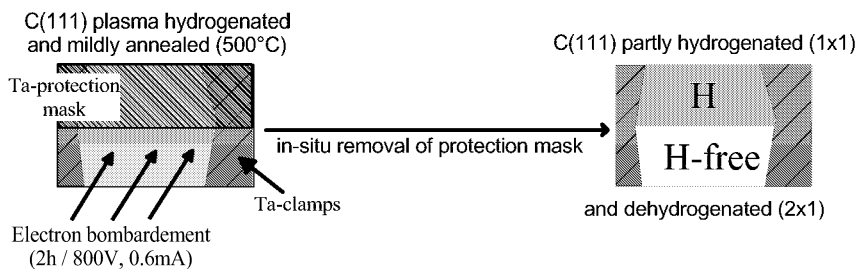 C(111) plasma hydrogenated
and mildly annealed (500°C)
Ta-protection
mask
Ta-clamps
Electron bombardement
(2h / 800V, 0.6mA)
in-situ removal of protection mask
C(111) partly hydrogenated (1x1)
H
H-free
and dehydrogenated (2x1)